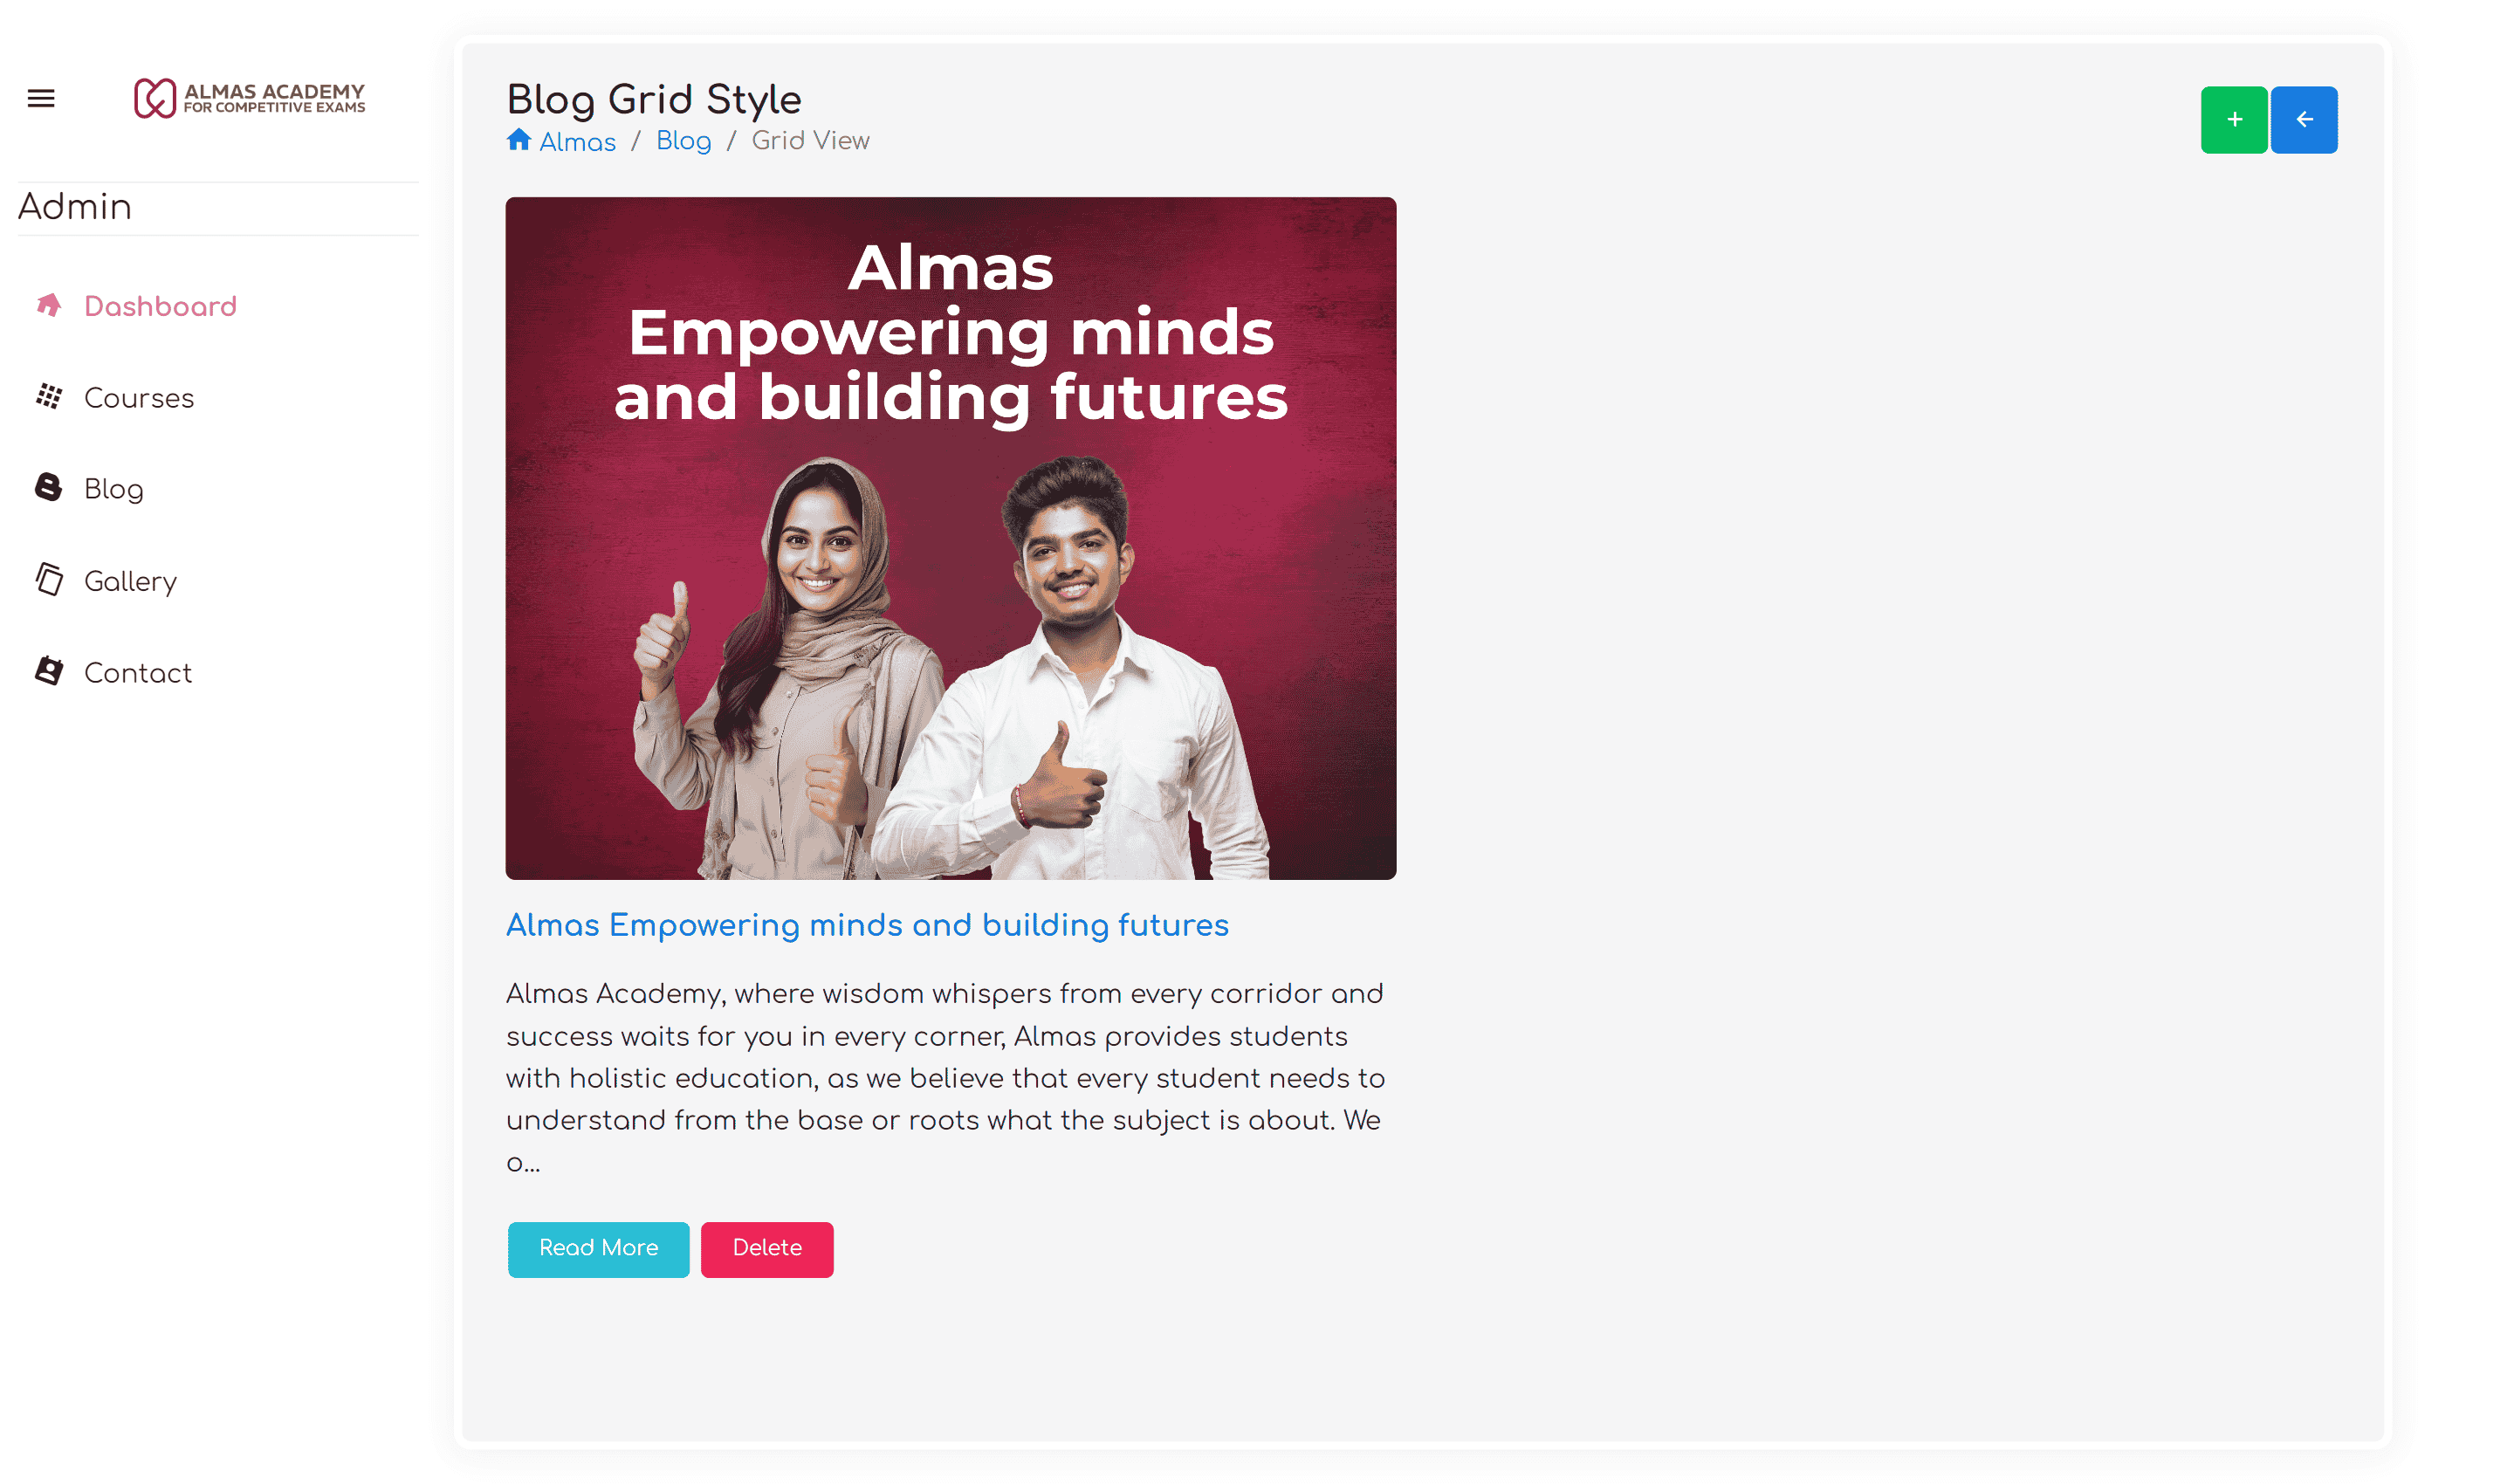 ALMAS ACADEMY
FOR COMPETITIVE EXAMS
Admin
Dashboard
Courses
Blog
Gallery
Contact
Blog Grid Style
Almas / Blog / Grid View
Almas
Empowering minds
and building futures
Almas Empowering minds and building futures
Almas Academy, where wisdom whispers from every corridor and
success waits for you in every corner, Almas provides students
with holistic education, as we believe that every student needs to
understand from the base or roots what the subject is about. We
o...
Read More Delete